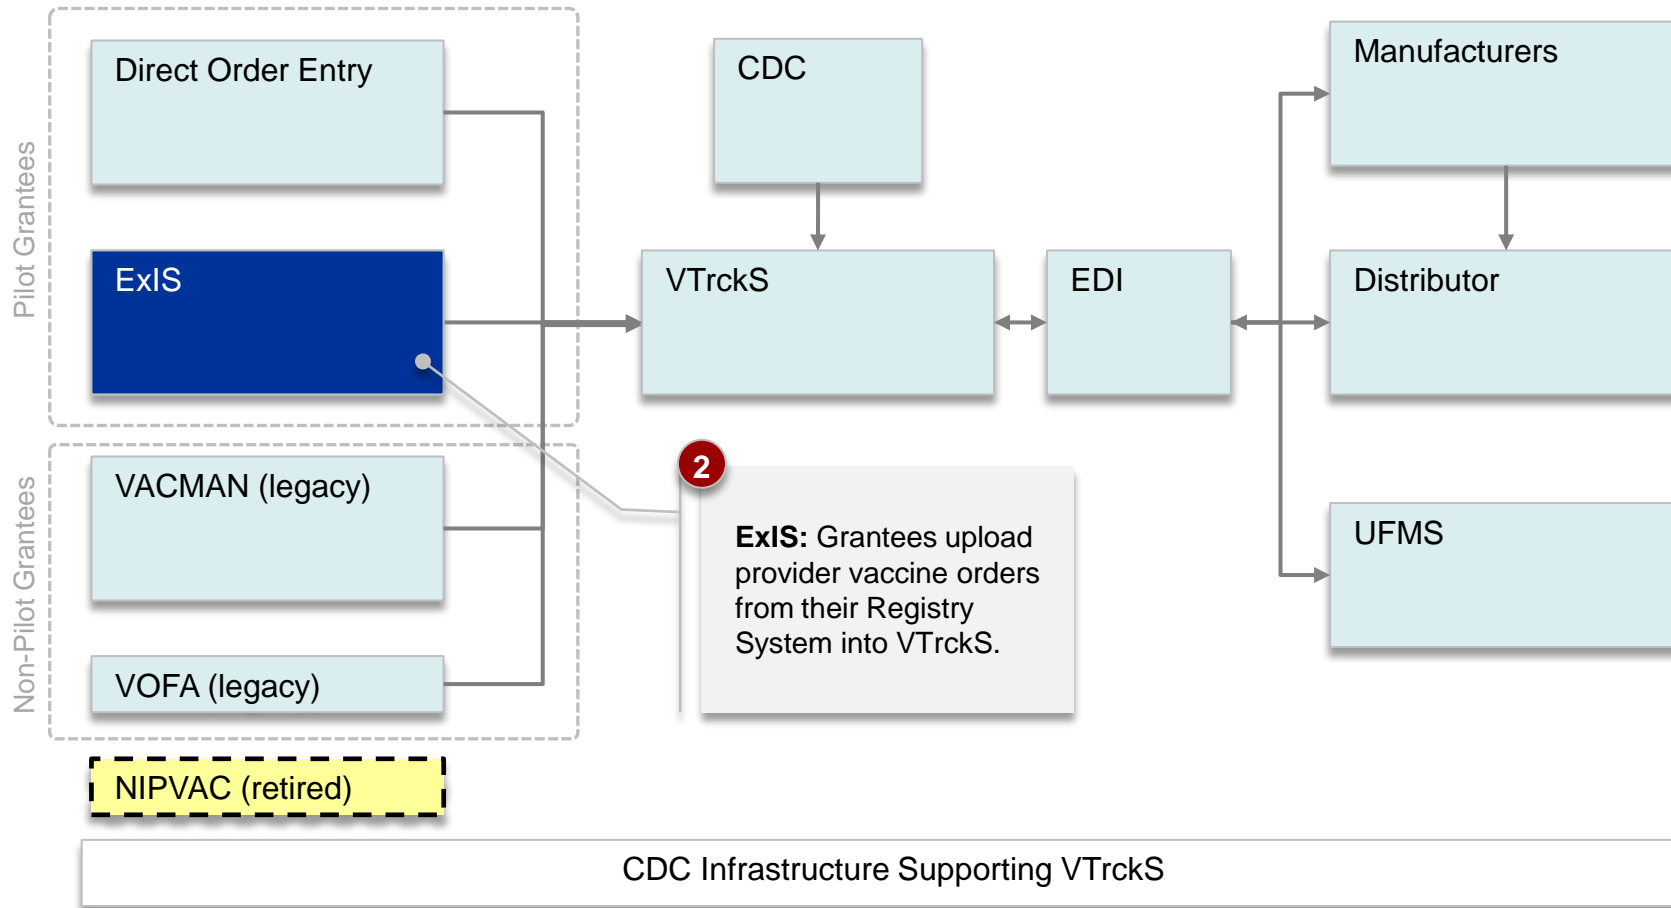 Pilot Grantees
Direct Order Entry
ExIS
Non-Pilot Grantees
VACMAN (legacy)
VOFA (legacy)
NIPVAC (retired)
CDC
VTrckS
EDI
Manufacturers
Distributor
UFMS
2
ExIS: Grantees upload
provider vaccine orders
from their Registry
System into VTrckS.
CDC Infrastructure Supporting VTrckS